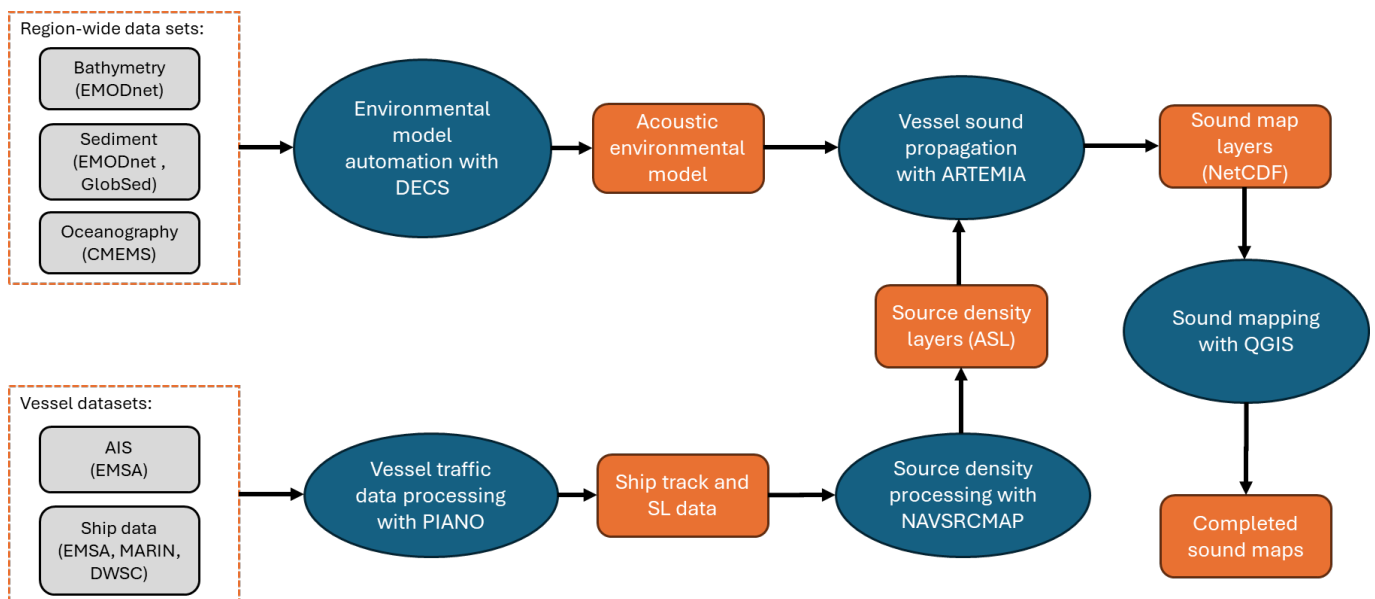 Region-wide data sets:
Bathymetry
(EMODnet)
Sediment
(EMODnet ,
GlobSed)
Oceanography
(CMEMS)
Environmental
model
automation with
DECS
Acoustic
environmental
model
Vessel sound
propagation
with ARTEMIA
Sound map
layers
(NetCDF)
Source density
layers (ASL)
Sound mapping
with QGIS
Vessel datasets:
AIS
(EMSA)
Ship data
(EMSA, MARIN,
DWSC)
Vessel traffic
data processing
with PIANO
Ship track and
SL data
Source density
processing with
NAVSRCMAP
Completed
sound maps